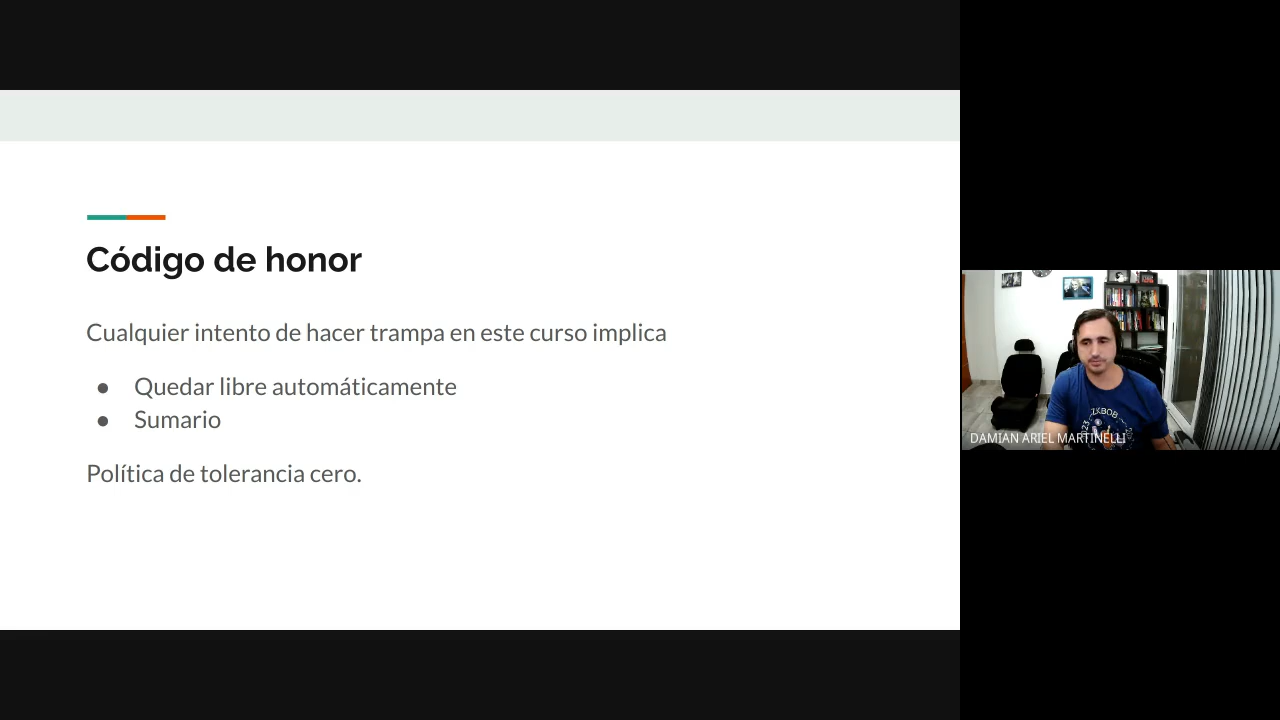 Código de honor
Cualquier intento de hacer trampa en este curso implica
● Quedar libre automáticamente
● Sumario
Política de tolerancia cero.
DAMIAN ARIEL MARTINELLI